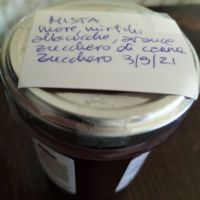 MISTA
more, mirtilli
albicocche, arance
zucchero di canna
zucchero 3/9/21